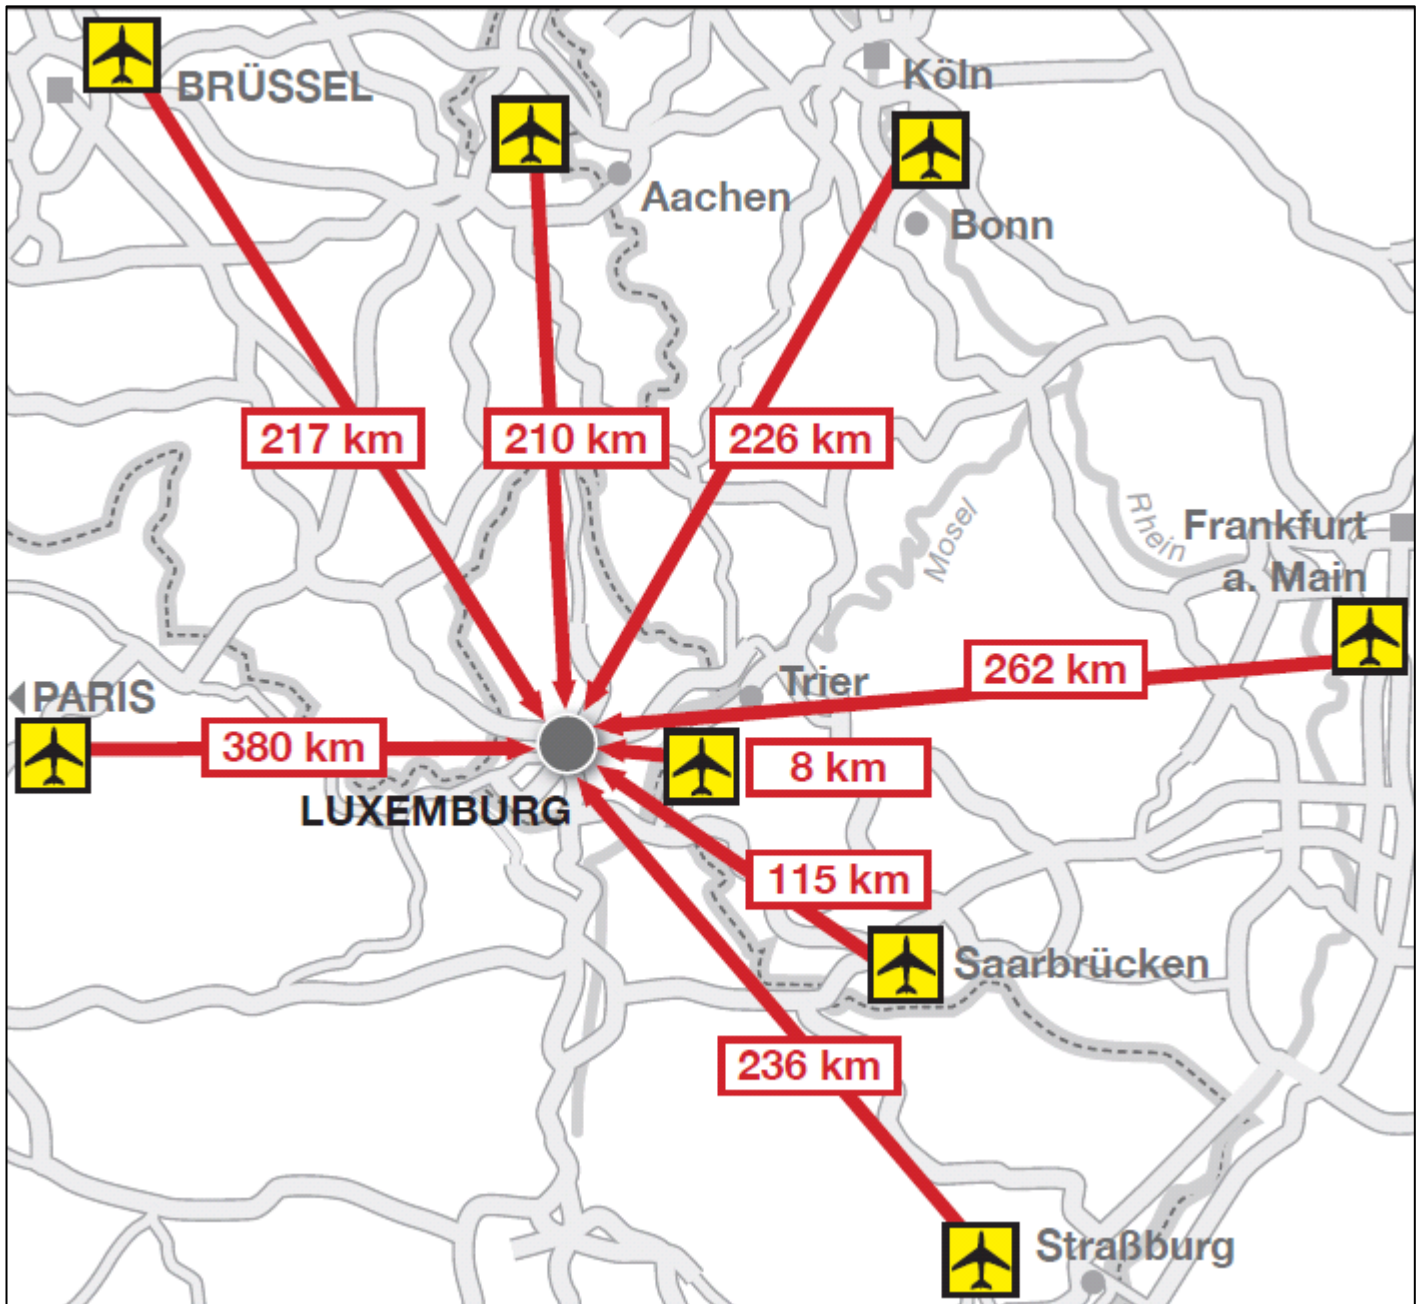 BRÜSSEL
Köln
Aachen
Bonn
217 km
210 km
226 km
Mosel
Rhein
Frankfurt
a. Main
262 km
Trier
PARIS
380 km
8 km
LUXEMBURG
115 km
Saarbrücken
236 km
Straßburg